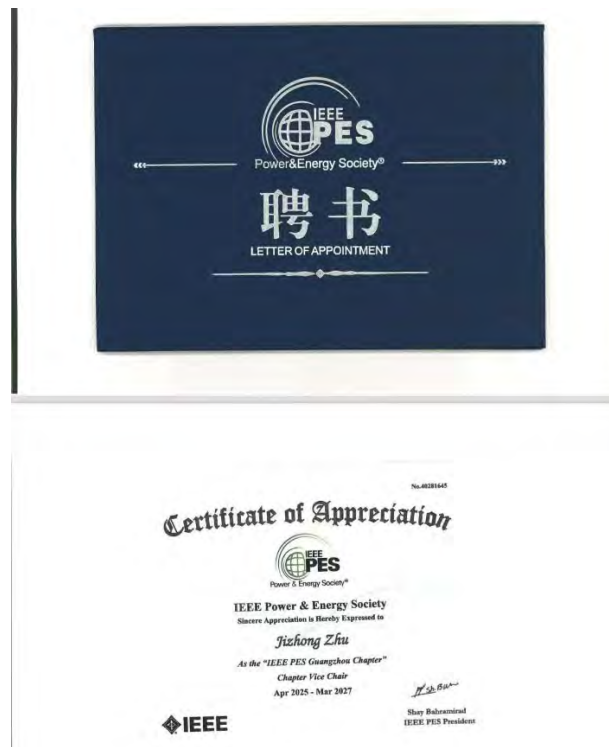 IEEE
PES
Power&Energy Society®
聘书
LETTER OF APPOINTMENT
No.40281645
Certificate of Appreciation
IEEE
PES
Power & Energy Society®
IEEE Power & Energy Society
Sincere Appreciation is Hereby Expressed to
Jizhong Zhu
As the "IEEE PES Guangzhou Chapter"
Chapter Vice Chair
Apr 2025 - Mar 2027
Shay Bahramirad
IEEE PES President
IEEE